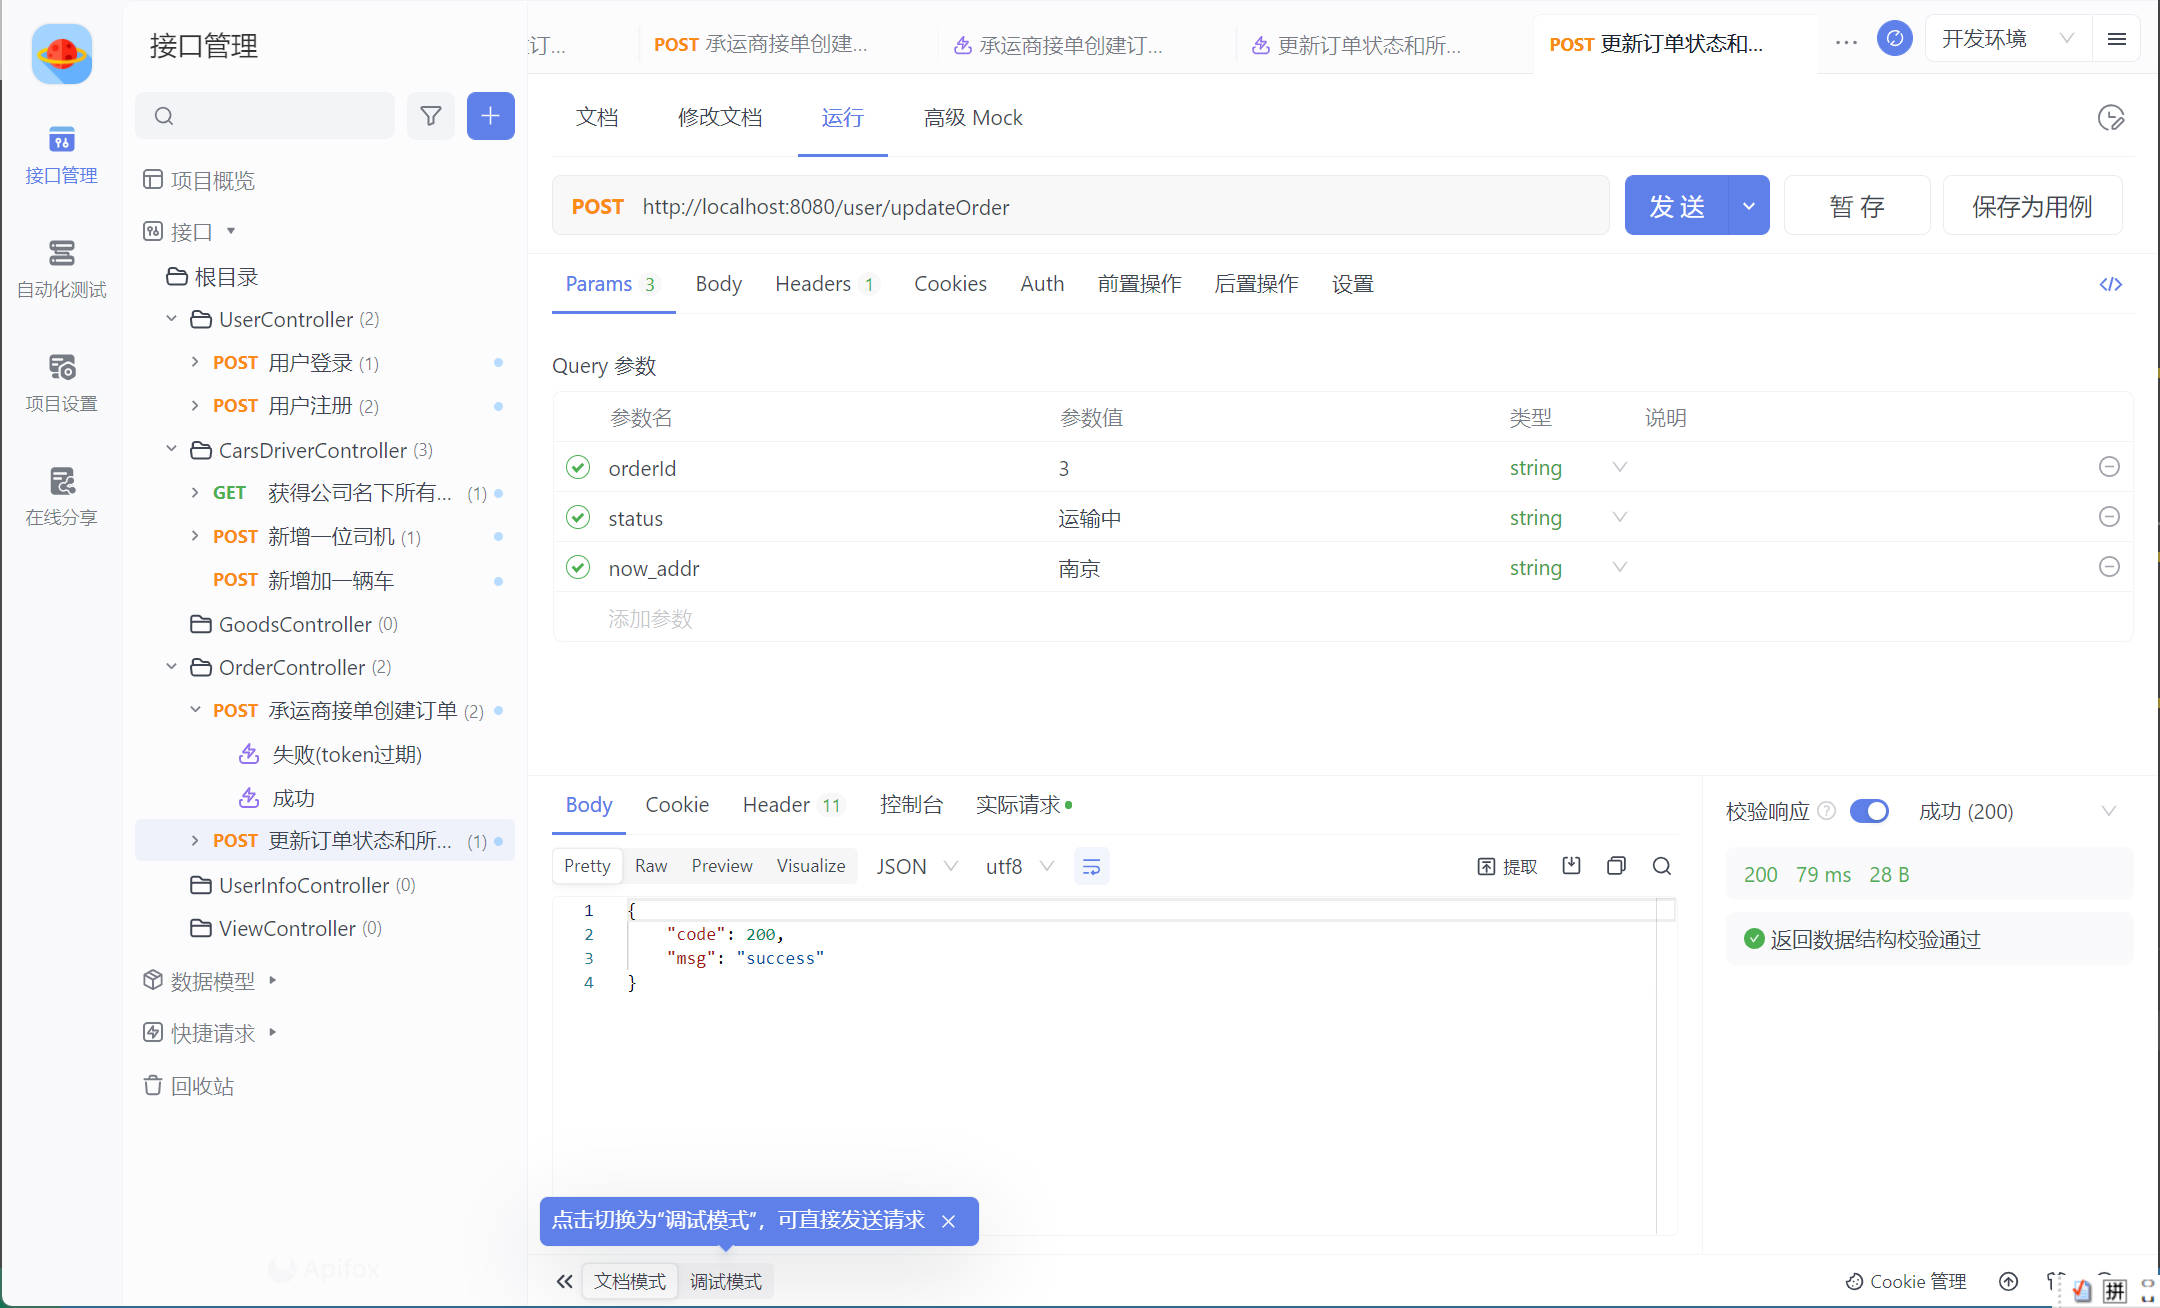 接口管理
订...
POST 承运商接单创建...
承运商接单创建订...
更新订单状态和所...
POST 更新订单状态和...
开发环境
接口管理
自动化测试
项目设置
在线分享
项目概览
接口
根目录
UserController (2)
POST 用户登录 (1)
POST 用户注册 (2)
CarsDriverController (3)
GET 获得公司名下所有... (1)
POST 新增一位司机 (1)
POST 新增加一辆车
GoodsController (0)
OrderController (2)
POST 承运商接单创建订单 (2)
失败(token过期)
成功
POST 更新订单状态和所... (1)
UserInfoController (0)
ViewController (0)
数据模型
快捷请求
回收站
Apifox
文档 修改文档 运行 高级 Mock
POST http://localhost:8080/user/updateOrder
发 送
暂 存
保存为用例
Params 3 Body Headers 1 Cookies Auth 前置操作 后置操作 设置
Query 参数
参数名 参数值 类型 说明
orderId 3 string
status 运输中 string
now_addr 南京 string
添加参数
Body Cookie Header 11 控制台 实际请求
Pretty Raw Preview Visualize JSON utf8
提取
1 {
2 "code": 200,
3 "msg": "success"
4 }
校验响应 成功 (200)
200 79 ms 28 B
返回数据结构校验通过
点击切换为“调试模式”，可直接发送请求
文档模式 调试模式
Cookie 管理
拼